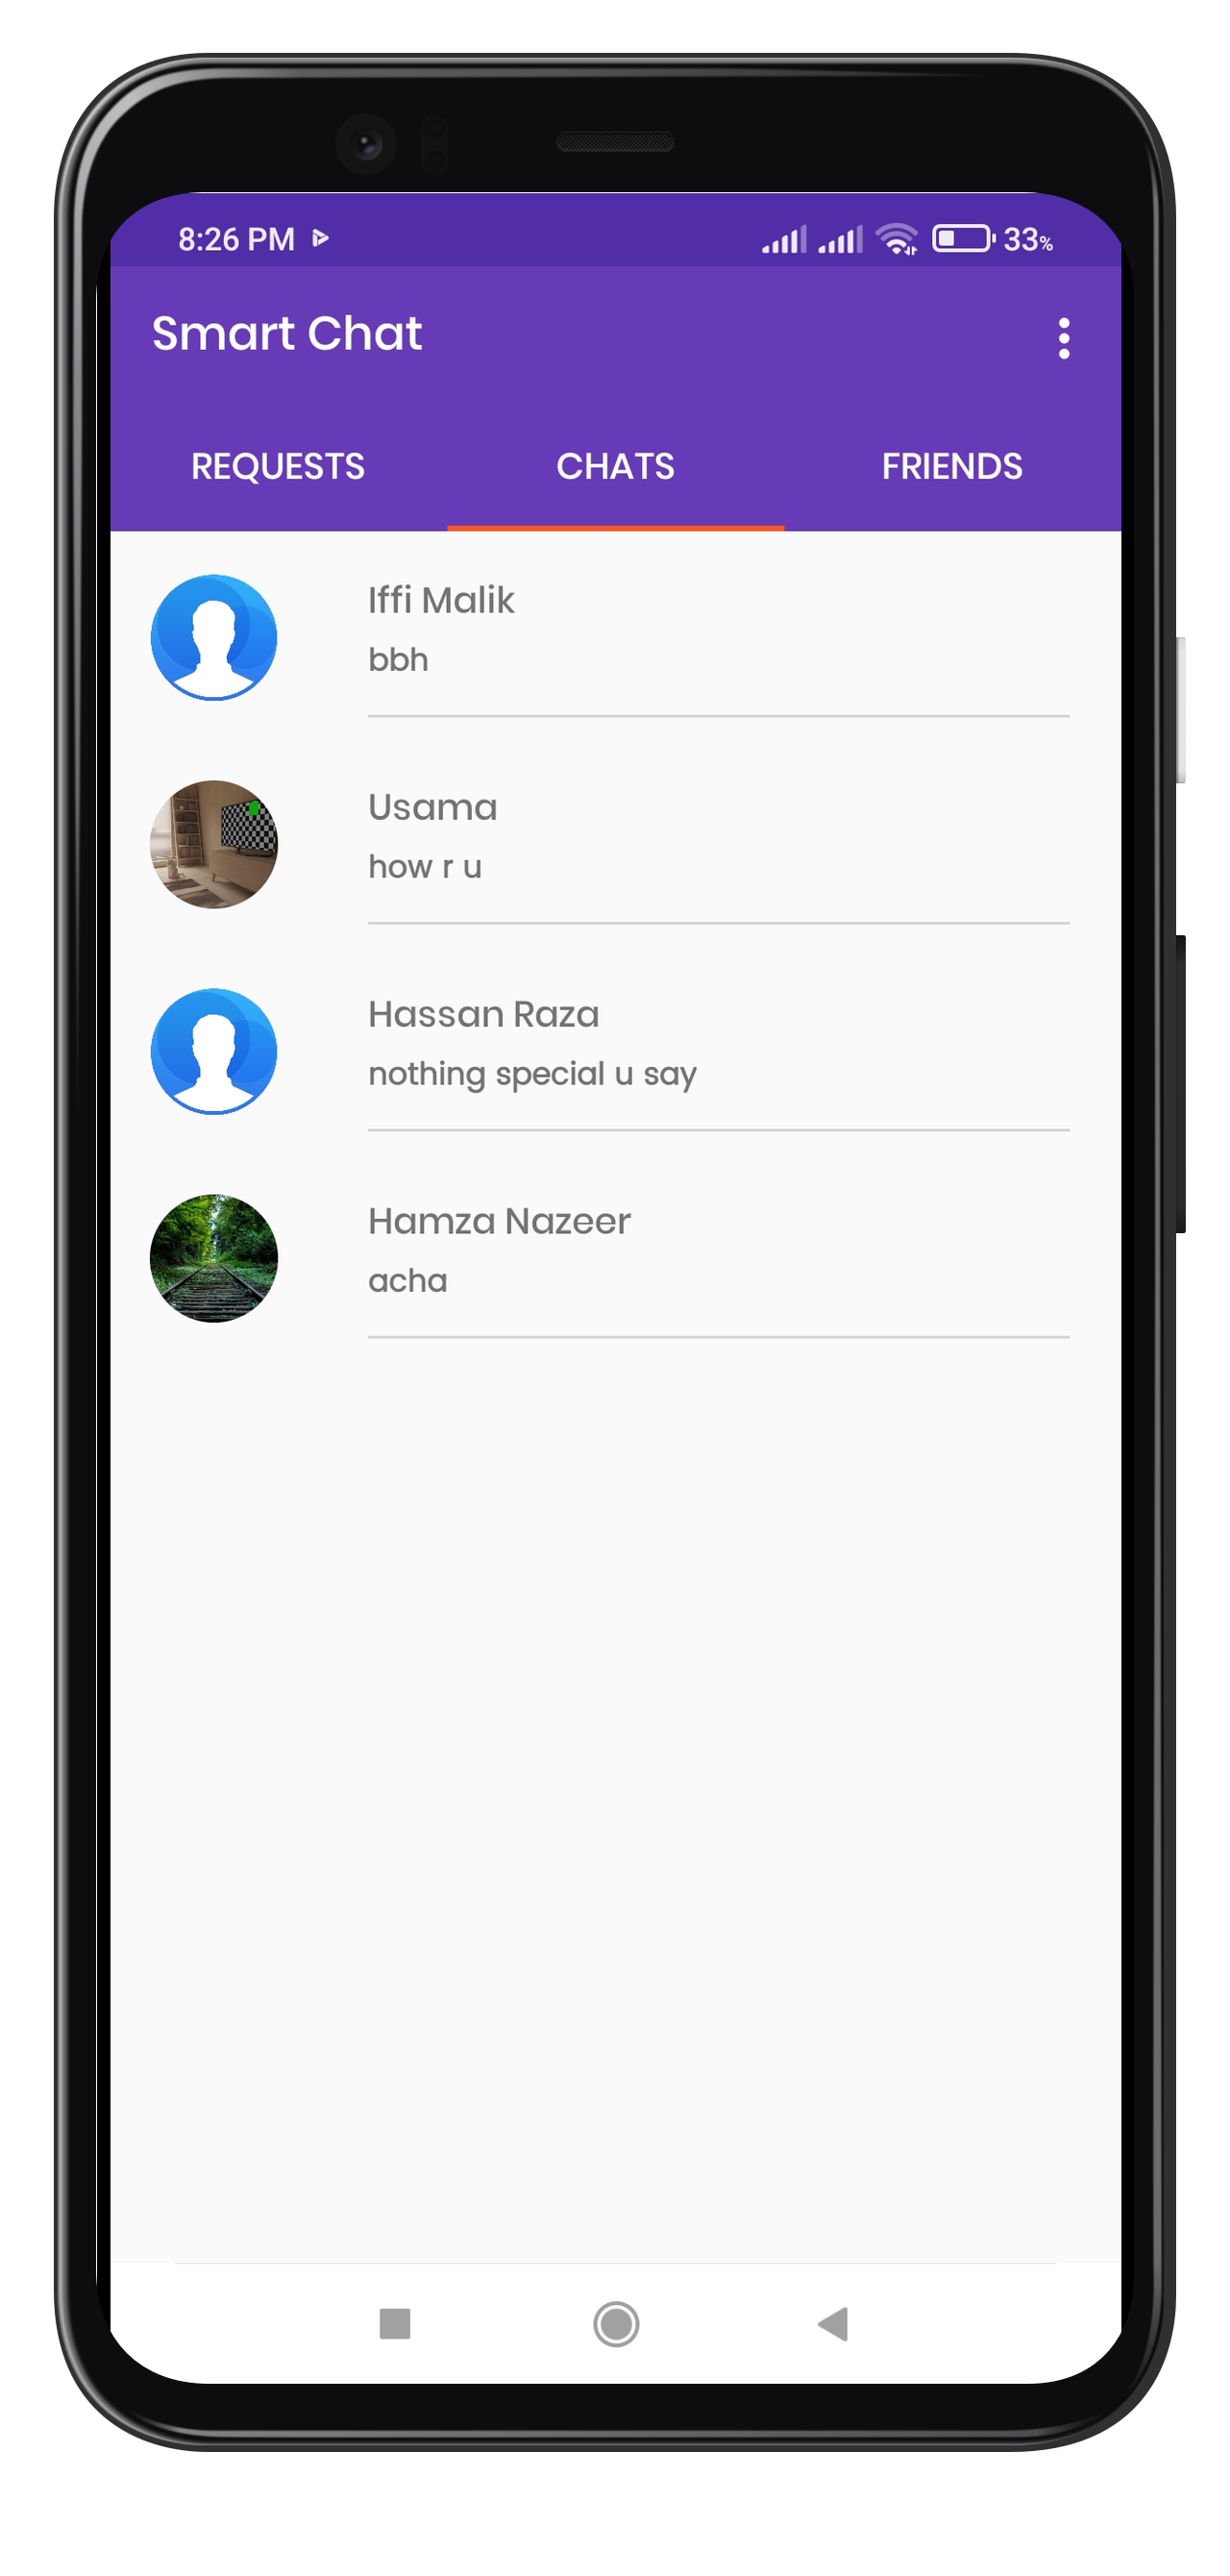 8:26 PM 33%
Smart Chat
REQUESTS CHATS FRIENDS
Iffi Malik
bbh
Usama
how r u
Hassan Raza
nothing special u say
Hamza Nazeer
acha